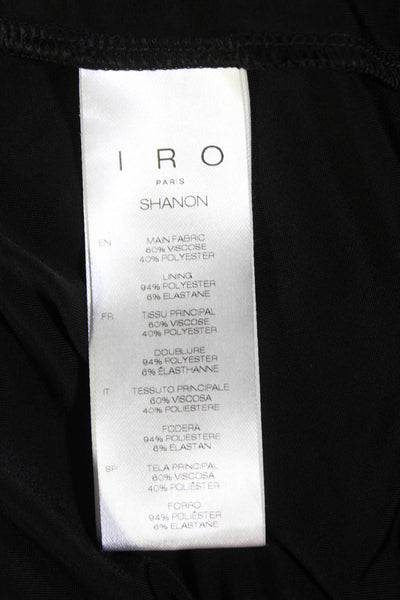 IRO
PARIS
SHANON
EN MAIN FABRIC
60% VISCOSE
40% POLYESTER
LINING
94% POLYESTER
6% ELASTANE
FR TISSU PRINCIPAL
60% VISCOSE
40% POLYESTER
DOUBLURE
94% POLYESTER
6% ÉLASTHANNE
IT TESSUTO PRINCIPALE
60% VISCOSA
40% POLIESTERE
FODERA
94% POLIESTERE
6% ELASTAN
SP TELA PRINCIPAL
60% VISCOSA
40% POLIÉSTER
FORRO
94% POLIÉSTER
6% ELASTANE